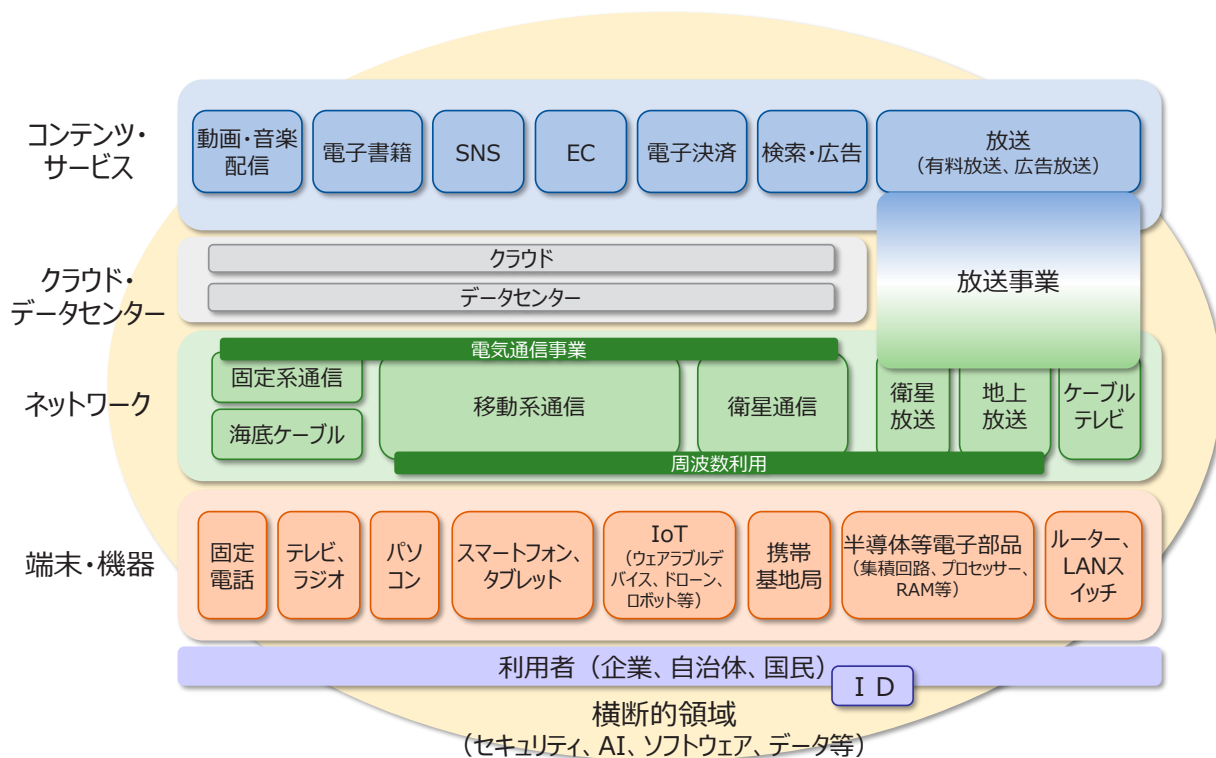 コンテンツ・
サービス
動画・音楽
配信
電子書籍
SNS
EC
電子決済
検索・広告
放送
（有料放送、広告放送）
クラウド・
データセンター
クラウド
データセンター
放送事業
ネットワーク
電気通信事業
固定系通信
海底ケーブル
移動系通信
衛星通信
衛星
放送
地上
放送
ケーブル
テレビ
周波数利用
端末・機器
固定
電話
テレビ、
ラジオ
パソ
コン
スマートフォン、
タブレット
IoT
（ウェアラブルデ
バイス、ドローン、
ロボット等）
携帯
基地局
半導体等電子部品
（集積回路、プロセッサー、
RAM等）
ルーター、
LANス
イッチ
利用者（企業、自治体、国民）
ＩＤ
横断的領域
（セキュリティ、AI、ソフトウェア、データ等）